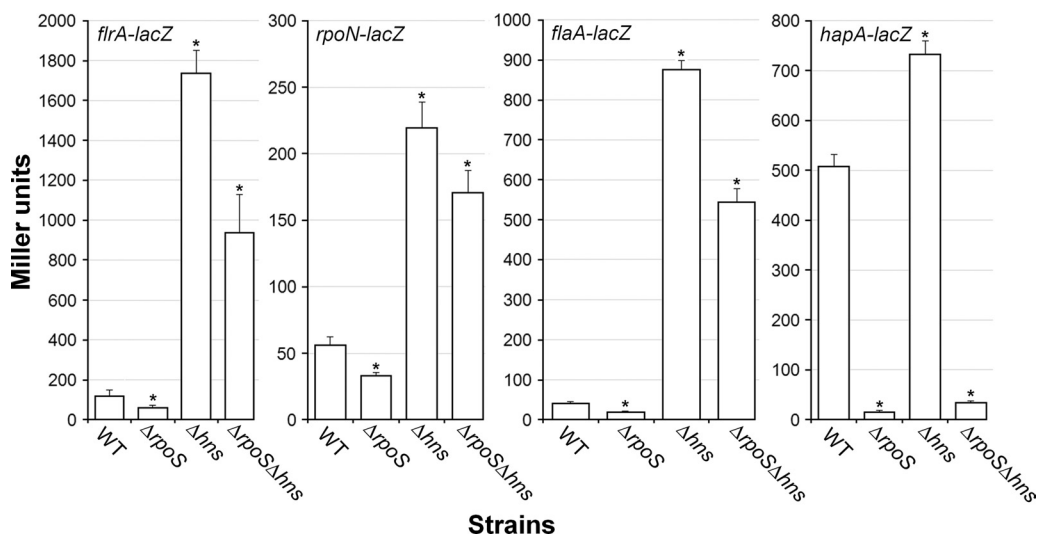 Miller units
flrA-lacZ
2000
1800
1600
1400
1200
1000
800
600
400
200
0
*
*
*
WT
ΔrpoS
Δhns
ΔrpoSΔhns
rpoN-lacZ
300
250
200
150
100
50
0
*
*
*
WT
ΔrpoS
Δhns
ΔrpoSΔhns
flaA-lacZ
1000
900
800
700
600
500
400
300
200
100
0
*
*
*
WT
ΔrpoS
Δhns
ΔrpoSΔhns
hapA-lacZ
800
700
600
500
400
300
200
100
0
*
*
*
WT
ΔrpoS
Δhns
ΔrpoSΔhns
Strains